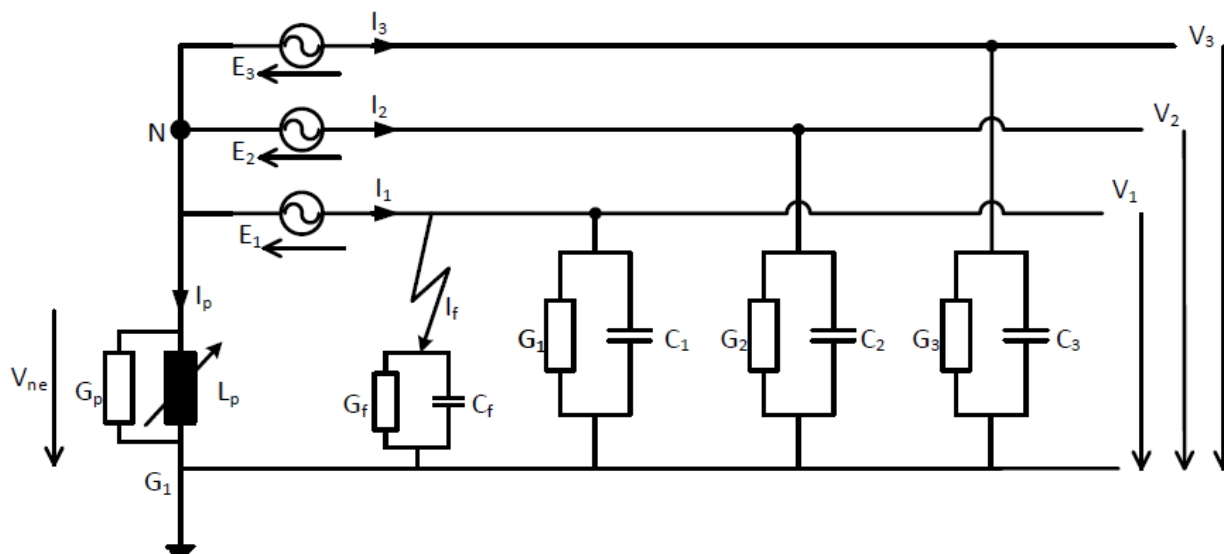 I3
V3
E3
I2
V2
N
E2
I1
V1
E1
Ip
If
Vne
Gp
Lp
Gf
Cf
G1
C1
G2
C2
G3
C3
G1